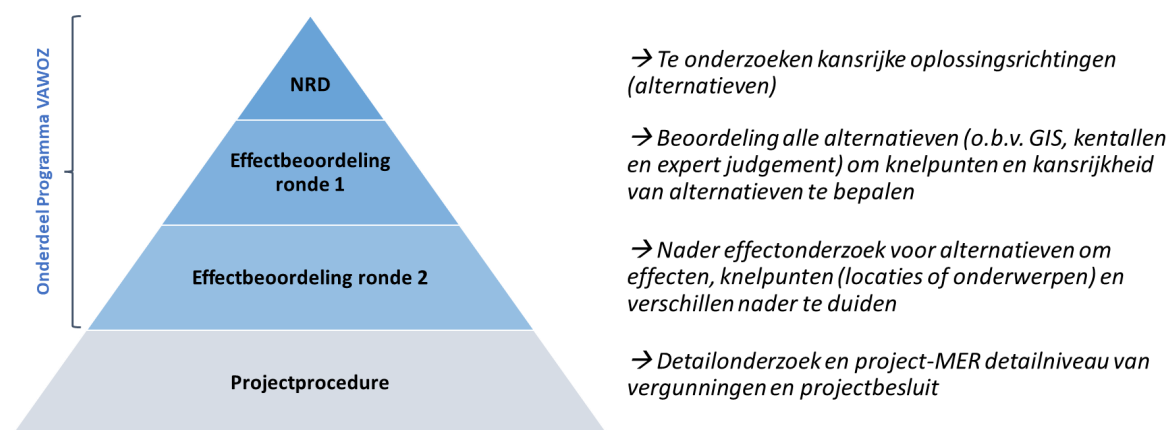 Onderdeel Programma VAWOZ
NRD
→ Te onderzoeken kansrijke oplossingsrichtingen
(alternatieven)
Effectbeoordeling
ronde 1
→ Beoordeling alle alternatieven (o.b.v. GIS, kentallen
en expert judgement) om knelpunten en kansrijkheid
van alternatieven te bepalen
Effectbeoordeling ronde 2
→ Nader effectonderzoek voor alternatieven om
effecten, knelpunten (locaties of onderwerpen) en
verschillen nader te duiden
Projectprocedure
→ Detailonderzoek en project-MER detailniveau van
vergunningen en projectbesluit